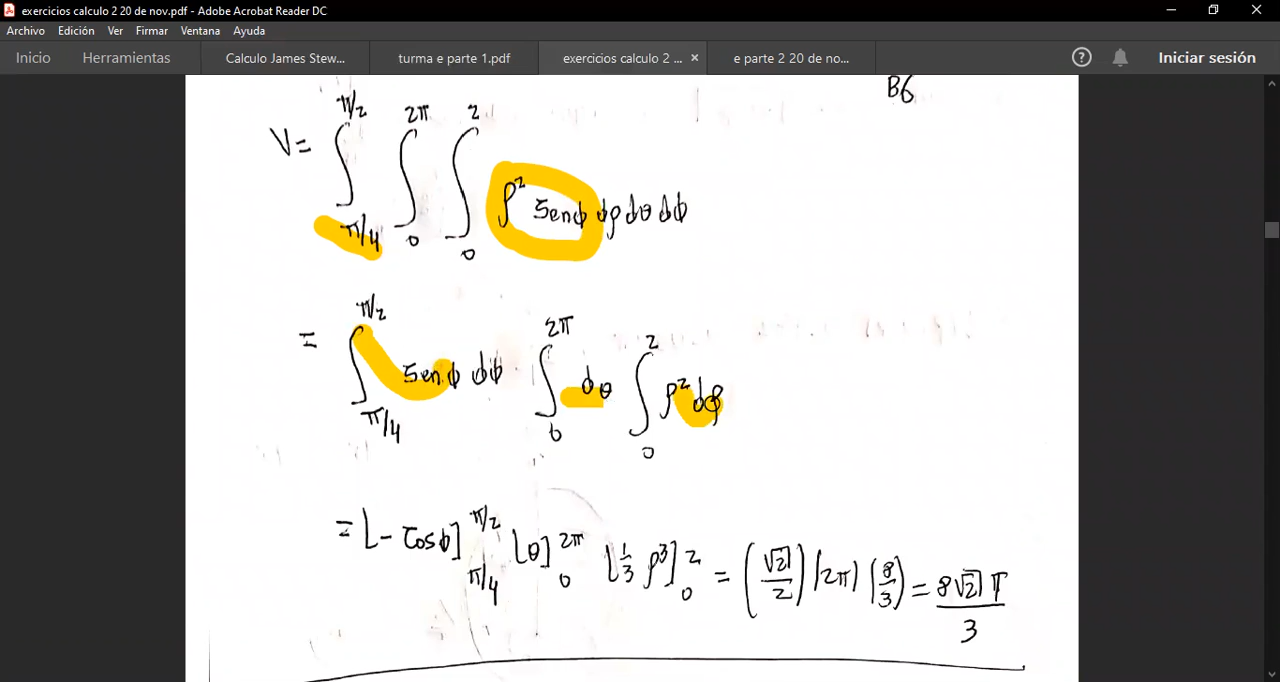 exercicios calculo 2 20 de nov.pdf - Adobe Acrobat Reader DC
Archivo Edición Ver Firmar Ventana Ayuda
Inicio Herramientas Calculo James Stew... turma e parte 1.pdf exercicios calculo 2 ... × e parte 2 20 de no... Iniciar sesión
B6
V= ∫_{π/4}^{π/2} ∫_0^{2π} ∫_0^2 ρ² Senϕ dρ dθ dϕ
= ∫_{π/4}^{π/2} Senϕ dϕ ∫_0^{2π} dθ ∫_0^2 ρ² dρ
= [- Cosϕ]_{π/4}^{π/2} [θ]_0^{2π} [1/3 ρ³]_0^2 = (√2/2) (2π) (8/3) = 8√2 π/3